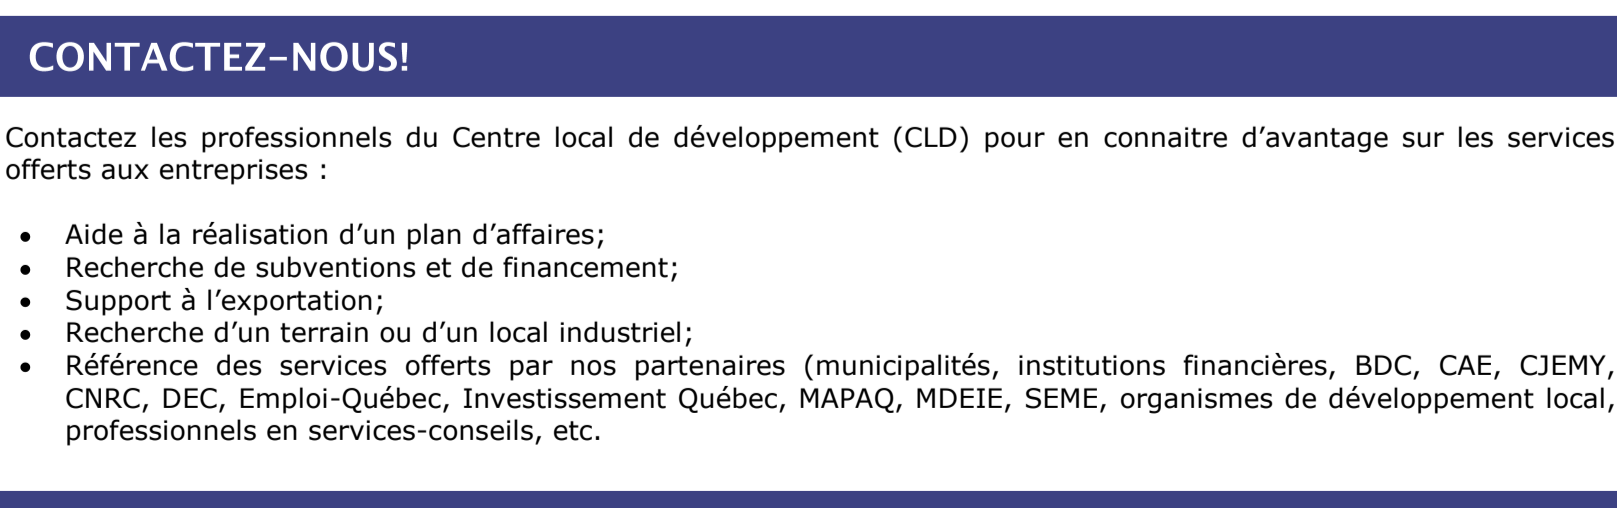 CONTACTEZ-NOUS!
Contactez les professionnels du Centre local de développement (CLD) pour en connaitre d’avantage sur les services
offerts aux entreprises :
• Aide à la réalisation d’un plan d’affaires;
• Recherche de subventions et de financement;
• Support à l’exportation;
• Recherche d’un terrain ou d’un local industriel;
• Référence des services offerts par nos partenaires (municipalités, institutions financières, BDC, CAE, CJEMY,
CNRC, DEC, Emploi-Québec, Investissement Québec, MAPAQ, MDEIE, SEME, organismes de développement local,
professionnels en services-conseils, etc.